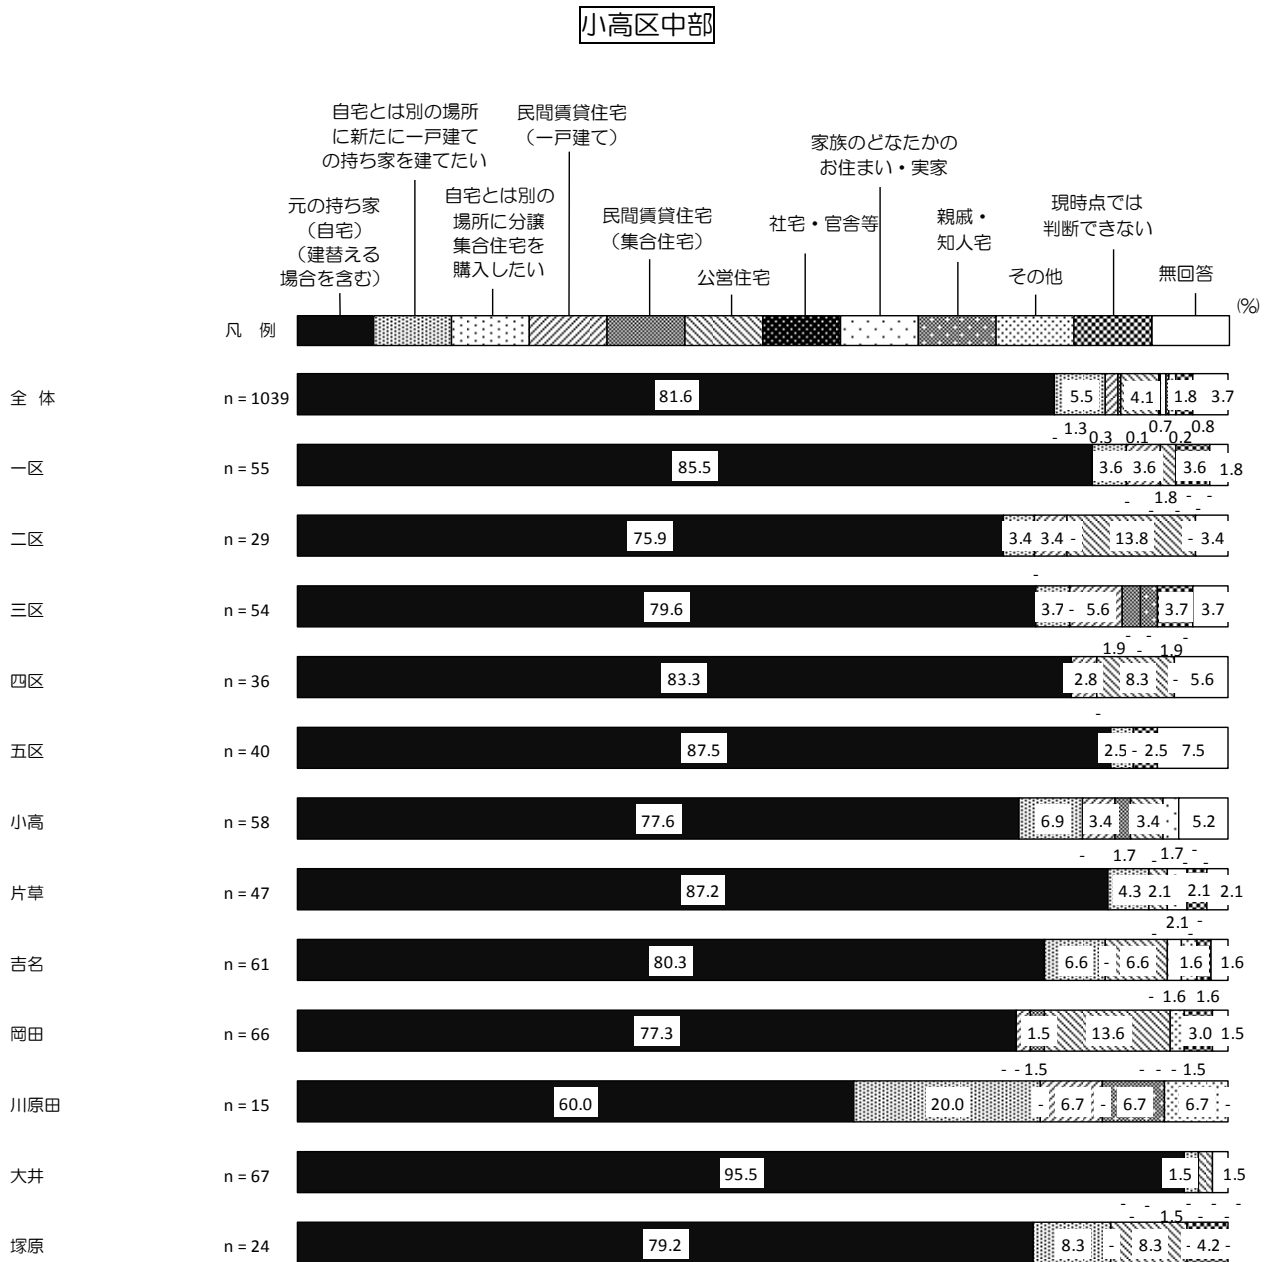 小高区中部
自宅とは別の場所
に新たに一戸建て
の持ち家を建てたい
民間賃貸住宅
（一戸建て）
家族のどなたかの
お住まい・実家
元の持ち家
（自宅）
（建替える
場合を含む）
自宅とは別の
場所に分譲
集合住宅を
購入したい
民間賃貸住宅
（集合住宅）
公営住宅
社宅・官舎等
親戚・
知人宅
その他
現時点では
判断できない
無回答
(%)
凡 例
全 体 n = 1039 81.6 5.5 4.1 1.8 3.7
- 1.3 0.3 0.1 0.7 0.2 0.8
一区 n = 55 85.5 3.6 3.6 3.6 1.8
- 1.8 - -
- - -
二区 n = 29 75.9 3.4 3.4 - 13.8 - 3.4
-
三区 n = 54 79.6 3.7 - 5.6 3.7 3.7
- - -
1.9 - 1.9
四区 n = 36 83.3 2.8 8.3 - 5.6
-
五区 n = 40 87.5 2.5 - 2.5 7.5
小高 n = 58 77.6 6.9 3.4 3.4 5.2
- 1.7 - 1.7 -
- -
片草 n = 47 87.2 4.3 2.1 2.1 2.1
2.1 -
- -
吉名 n = 61 80.3 6.6 - 6.6 1.6 1.6
- 1.6 1.6
岡田 n = 66 77.3 1.5 13.6 3.0 1.5
- - 1.5 - - - 1.5
川原田 n = 15 60.0 20.0 - 6.7 - 6.7 6.7 -
大井 n = 67 95.5 1.5 1.5
- - - - -
- 1.5 - -
塚原 n = 24 79.2 8.3 - 8.3 - 4.2 -